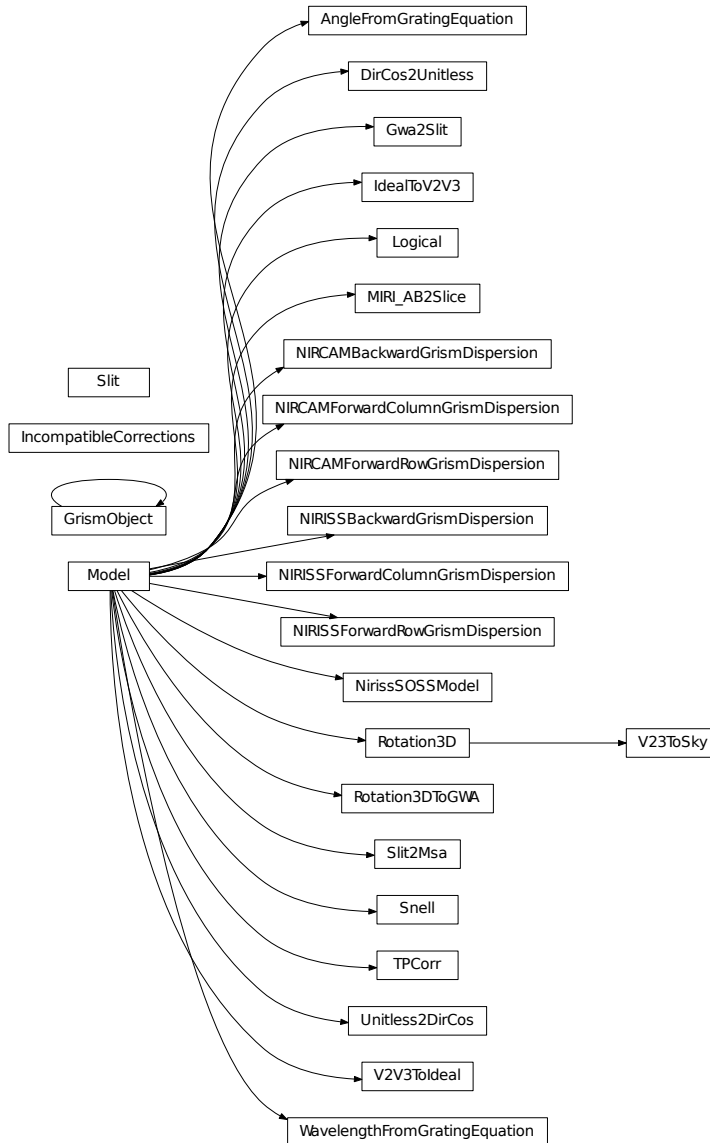 AngleFromGratingEquation
DirCos2Unitless
Gwa2Slit
IdealToV2V3
Logical
MIRI_AB2Slice
NIRCAMBackwardGrismDispersion
Slit
NIRCAMForwardColumnGrismDispersion
IncompatibleCorrections
NIRCAMForwardRowGrismDispersion
GrismObject
NIRISSBackwardGrismDispersion
Model
NIRISSForwardColumnGrismDispersion
NIRISSForwardRowGrismDispersion
NirissSOSSModel
Rotation3D
V23ToSky
Rotation3DToGWA
Slit2Msa
Snell
TPCorr
Unitless2DirCos
V2V3ToIdeal
WavelengthFromGratingEquation